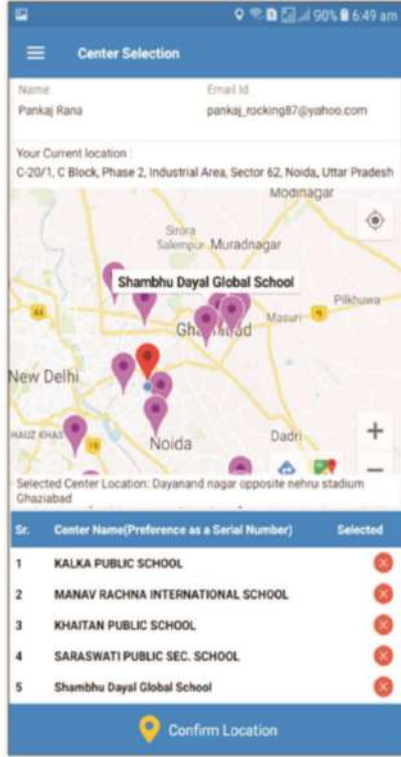 90% 6:49 am
Center Selection
Name
Email Id
Pankaj Rana
pankaj_rocking87@yahoo.com
Your Current location :
C-20/1, C Block, Phase 2, Industrial Area, Sector 62, Noida, Uttar Pradesh
Modinagar
Sirora
Salempur
Muradnagar
Shambhu Dayal Global School
Pilkhuwa
44
9
Masuri
New Delhi
HAUZ KHAS
Noida
Dadri
+
−
Selected Center Location: Dayanand nagar opposite nehru stadium
Ghaziabad
Sr. Center Name(Preference as a Serial Number) Selected
1 KALKA PUBLIC SCHOOL
2 MANAV RACHNA INTERNATIONAL SCHOOL
3 KHAITAN PUBLIC SCHOOL
4 SARASWATI PUBLIC SEC. SCHOOL
5 Shambhu Dayal Global School
Confirm Location